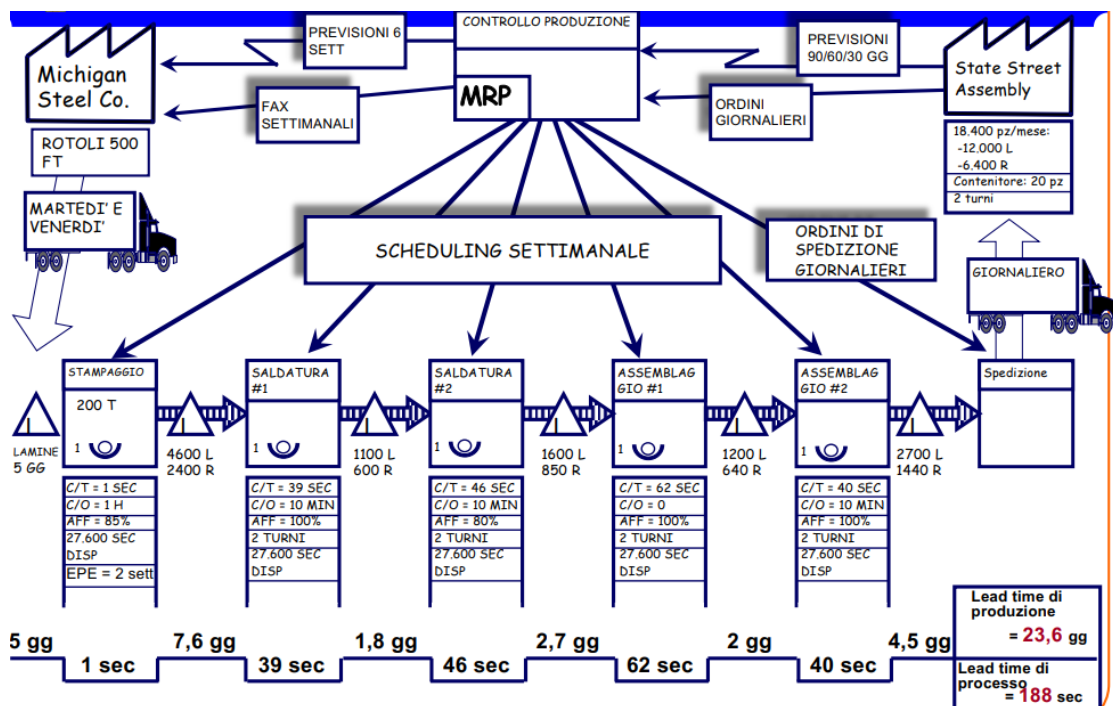 CONTROLLO PRODUZIONE
MRP
PREVISIONI 6
SETT
FAX
SETTIMANALI
PREVISIONI
90/60/30 GG
ORDINI
GIORNALIERI
Michigan
Steel Co.
ROTOLI 500
FT
MARTEDI' E
VENERDI'
State Street
Assembly
18.400 pz/mese:
-12.000 L
-6.400 R
Contenitore: 20 pz
2 turni
SCHEDULING SETTIMANALE
ORDINI DI
SPEDIZIONE
GIORNALIERI
GIORNALIERO
I
LAMINE
5 GG
STAMPAGGIO
200 T
1
I
4600 L
2400 R
SALDATURA
#1
1
I
1100 L
600 R
SALDATURA
#2
1
I
1600 L
850 R
ASSEMBLAG
GIO #1
1
I
1200 L
640 R
ASSEMBLAG
GIO #2
1
I
2700 L
1440 R
Spedizione
C/T = 1 SEC
C/O = 1 H
AFF = 85%
27.600 SEC
DISP
EPE = 2 sett
C/T = 39 SEC
C/O = 10 MIN
AFF = 100%
2 TURNI
27.600 SEC
DISP
C/T = 46 SEC
C/O = 10 MIN
AFF = 80%
2 TURNI
27.600 SEC
DISP
C/T = 62 SEC
C/O = 0
AFF = 100%
2 TURNI
27.600 SEC
DISP
C/T = 40 SEC
C/O = 10 MIN
AFF = 100%
2 TURNI
27.600 SEC
DISP
5 gg
1 sec
7,6 gg
39 sec
1,8 gg
46 sec
2,7 gg
62 sec
2 gg
40 sec
4,5 gg
Lead time di
produzione
= 23,6 gg
Lead time di
processo
= 188 sec